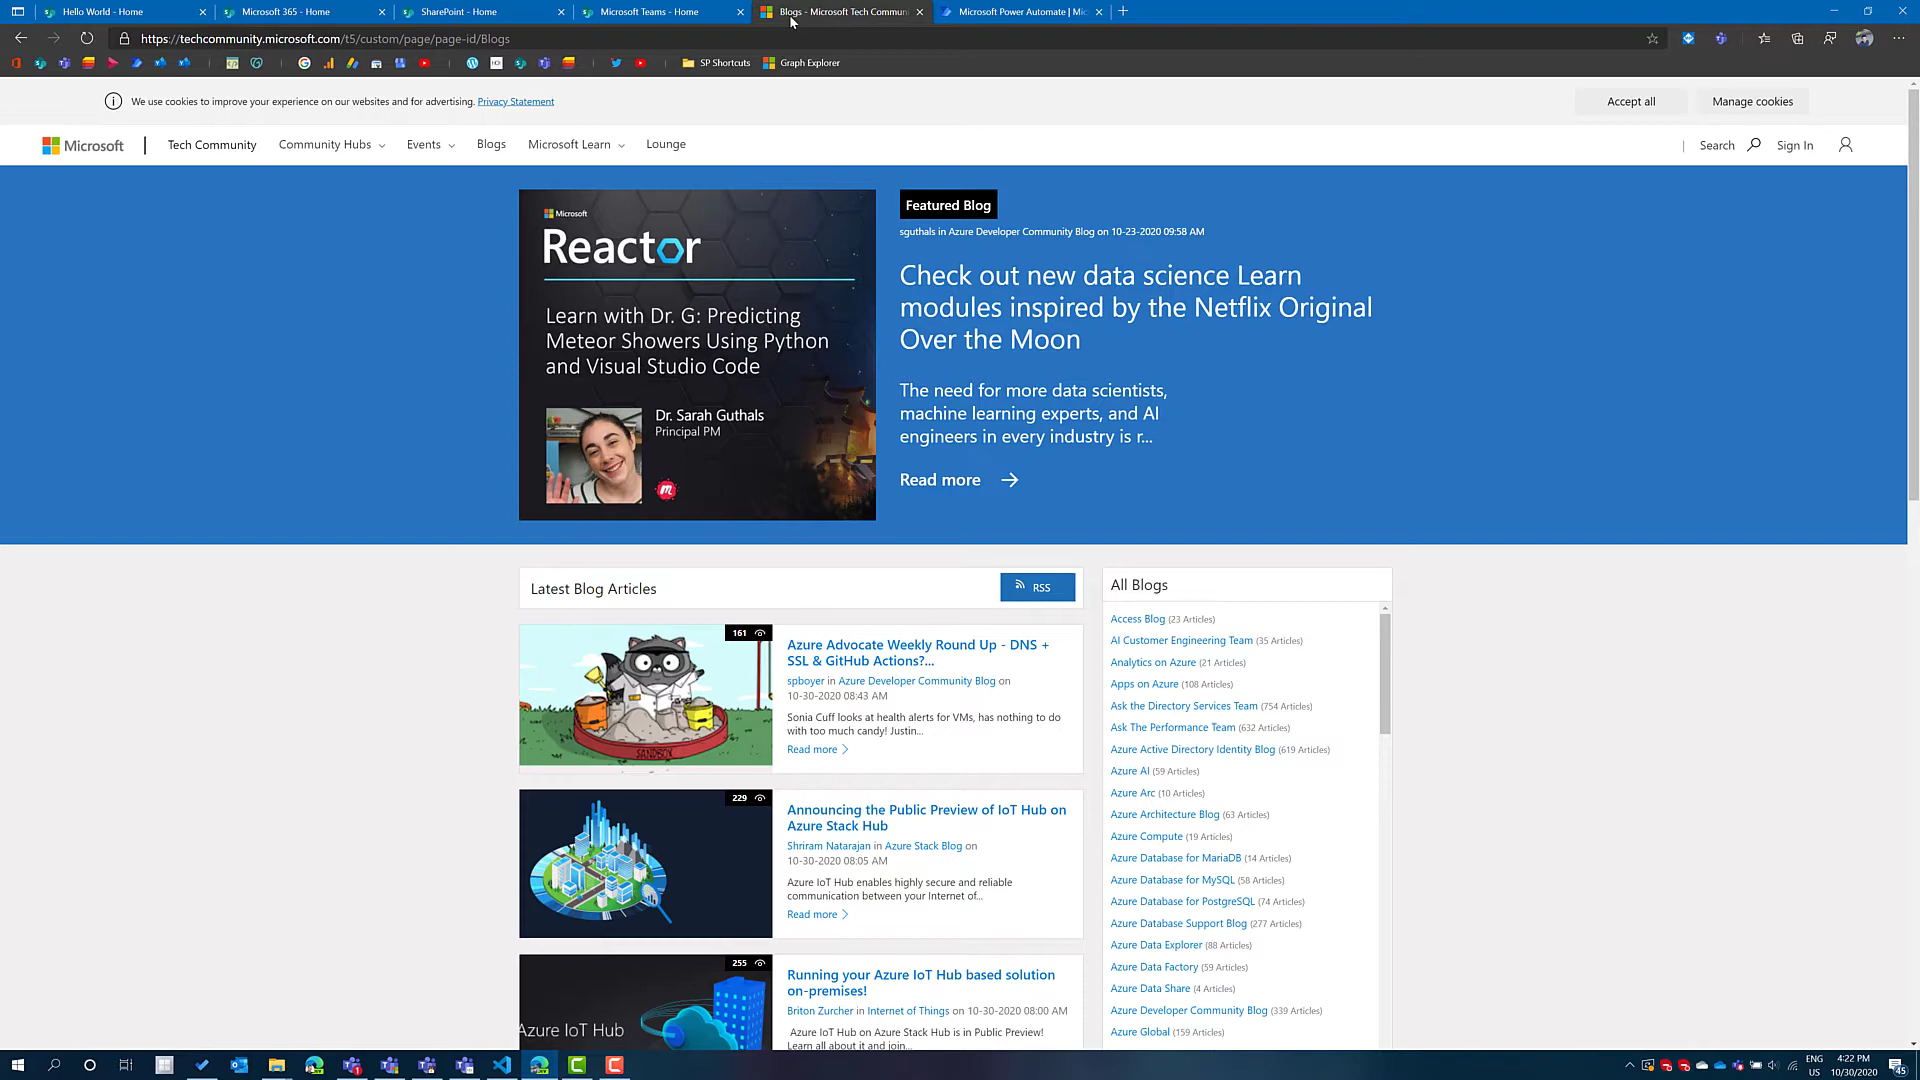 Hello World - Home
Microsoft 365 - Home
SharePoint - Home
Microsoft Teams - Home
Blogs - Microsoft Tech Commun
Microsoft Power Automate | Mic
https://techcommunity.microsoft.com/t5/custom/page/page-id/Blogs
SP Shortcuts
Graph Explorer
We use cookies to improve your experience on our websites and for advertising. Privacy Statement
Accept all
Manage cookies
Microsoft
Tech Community
Community Hubs
Events
Blogs
Microsoft Learn
Lounge
Search
Sign In
Microsoft
Reactor
Learn with Dr. G: Predicting
Meteor Showers Using Python
and Visual Studio Code
Dr. Sarah Guthals
Principal PM
Featured Blog
sguthals in Azure Developer Community Blog on 10-23-2020 09:58 AM
Check out new data science Learn
modules inspired by the Netflix Original
Over the Moon
The need for more data scientists,
machine learning experts, and AI
engineers in every industry is r...
Read more
Latest Blog Articles
RSS
161
SANDBOX
Azure Advocate Weekly Round Up - DNS +
SSL & GitHub Actions?...
spboyer in Azure Developer Community Blog on
10-30-2020 08:43 AM
Sonia Cuff looks at health alerts for VMs, has nothing to do
with too much candy! Justin...
Read more
229
Announcing the Public Preview of IoT Hub on
Azure Stack Hub
Shriram Natarajan in Azure Stack Blog on
10-30-2020 08:05 AM
Azure IoT Hub enables highly secure and reliable
communication between your Internet of...
Read more
255
Azure IoT Hub
Running your Azure IoT Hub based solution
on-premises!
Briton Zurcher in Internet of Things on 10-30-2020 08:00 AM
Azure IoT Hub on Azure Stack Hub is in Public Preview!
Learn all about it and join...
All Blogs
Access Blog (23 Articles)
AI Customer Engineering Team (35 Articles)
Analytics on Azure (21 Articles)
Apps on Azure (108 Articles)
Ask the Directory Services Team (754 Articles)
Ask The Performance Team (632 Articles)
Azure Active Directory Identity Blog (619 Articles)
Azure AI (59 Articles)
Azure Arc (10 Articles)
Azure Architecture Blog (63 Articles)
Azure Compute (19 Articles)
Azure Database for MariaDB (14 Articles)
Azure Database for MySQL (58 Articles)
Azure Database for PostgreSQL (74 Articles)
Azure Database Support Blog (277 Articles)
Azure Data Explorer (88 Articles)
Azure Data Factory (59 Articles)
Azure Data Share (4 Articles)
Azure Developer Community Blog (339 Articles)
Azure Global (159 Articles)
ENG
US
4:22 PM
10/30/2020
45